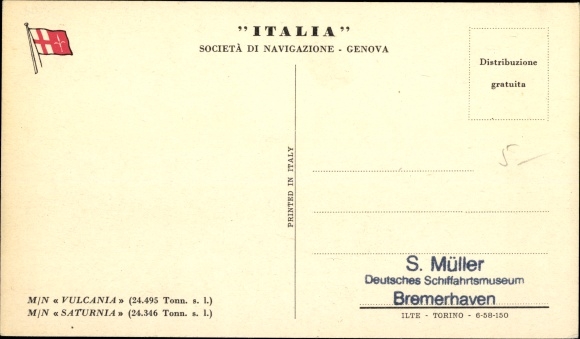 "ITALIA"
SOCIETÀ DI NAVIGAZIONE - GENOVA
Distribuzione
gratuita
5-
PRINTED IN ITALY
S. Müller
Deutsches Schiffahrtsmuseum
Bremerhaven
M/N « VULCANIA » (24.495 Tonn. s. l.)
M/N « SATURNIA » (24.346 Tonn. s. l.)
ILTE - TORINO - 6-58-150